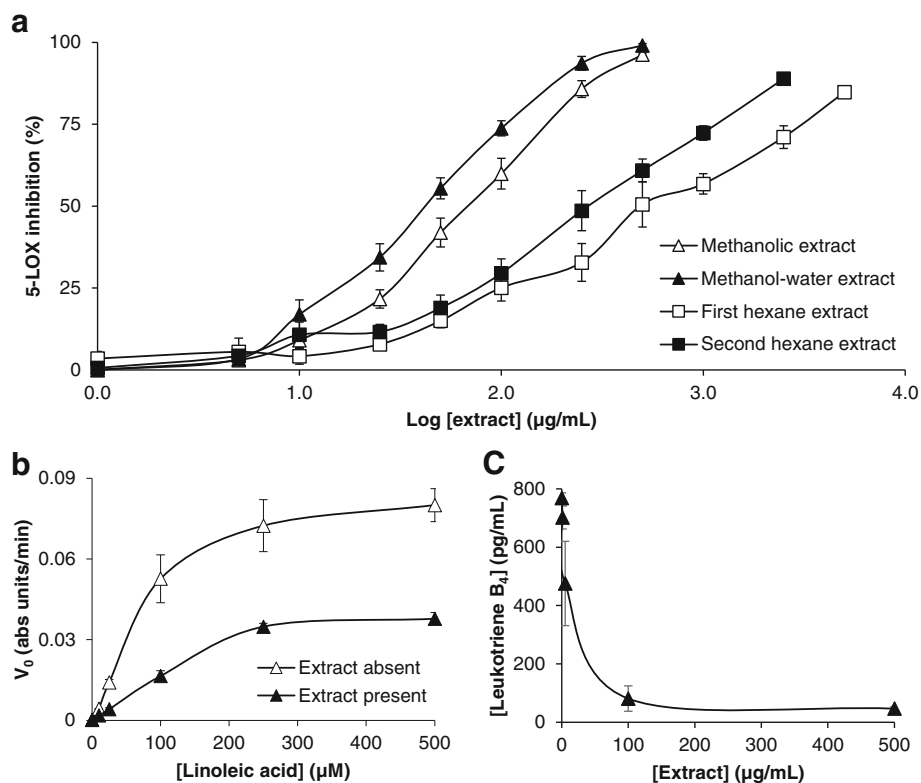 a
100
75
50
25
0
5-LOX inhibition (%)
0.0 1.0 2.0 3.0 4.0
Log [extract] (µg/mL)
Methanolic extract
Methanol-water extract
First hexane extract
Second hexane extract
b
0.09
0.06
0.03
0
V0 (abs units/min)
0 100 200 300 400 500
[Linoleic acid] (µM)
Extract absent
Extract present
C
800
600
400
200
0
[Leukotriene B4] (pg/mL)
0 100 200 300 400 500
[Extract] (µg/mL)